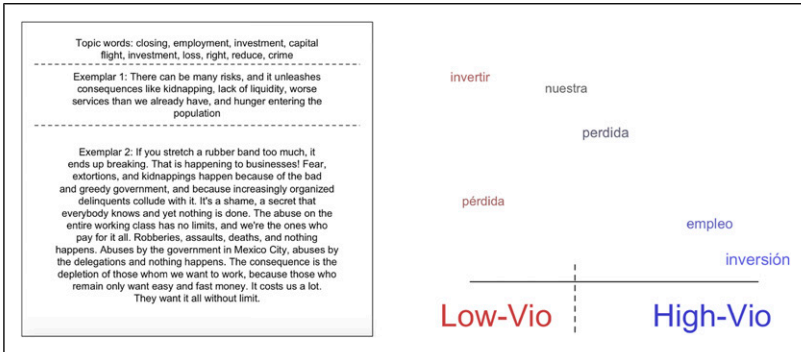 Topic words: closing, employment, investment, capital
flight, investment, loss, right, reduce, crime
Exemplar 1: There can be many risks, and it unleashes
consequences like kidnapping, lack of liquidity, worse
services than we already have, and hunger entering the
population
Exemplar 2: If you stretch a rubber band too much, it
ends up breaking. That is happening to businesses! Fear,
extortions, and kidnappings happen because of the bad
and greedy government, and because increasingly organized
delinquents collude with it. It's a shame, a secret that
everybody knows and yet nothing is done. The abuse on the
entire working class has no limits, and we're the ones who
pay for it all. Robberies, assaults, deaths, and nothing
happens. Abuses by the government in Mexico City, abuses by
the delegations and nothing happens. The consequence is the
depletion of those whom we want to work, because those who
remain only want easy and fast money. It costs us a lot.
They want it all without limit.
invertir
nuestra
perdida
pérdida
empleo
inversión
Low-Vio
High-Vio